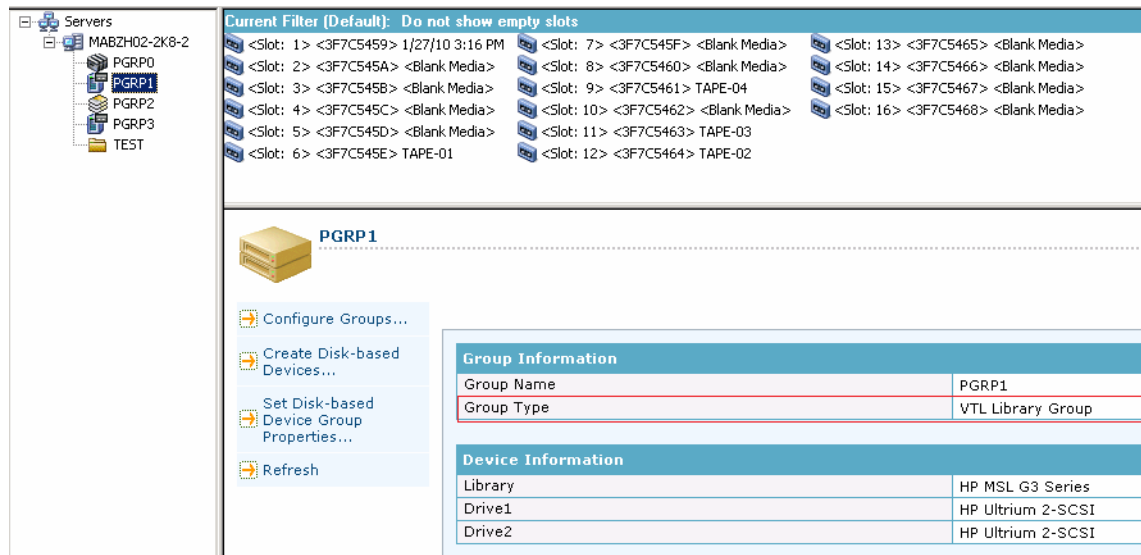 Servers
MABZH02-2K8-2
PGRP0
PGRP1
PGRP2
PGRP3
TEST
Current Filter (Default): Do not show empty slots
<Slot: 1> <3F7C5459> 1/27/10 3:16 PM
<Slot: 2> <3F7C545A> <Blank Media>
<Slot: 3> <3F7C545B> <Blank Media>
<Slot: 4> <3F7C545C> <Blank Media>
<Slot: 5> <3F7C545D> <Blank Media>
<Slot: 6> <3F7C545E> TAPE-01
<Slot: 7> <3F7C545F> <Blank Media>
<Slot: 8> <3F7C5460> <Blank Media>
<Slot: 9> <3F7C5461> TAPE-04
<Slot: 10> <3F7C5462> <Blank Media>
<Slot: 11> <3F7C5463> TAPE-03
<Slot: 12> <3F7C5464> TAPE-02
<Slot: 13> <3F7C5465> <Blank Media>
<Slot: 14> <3F7C5466> <Blank Media>
<Slot: 15> <3F7C5467> <Blank Media>
<Slot: 16> <3F7C5468> <Blank Media>
PGRP1
Configure Groups...
Create Disk-based
Devices...
Set Disk-based
Device Group
Properties...
Refresh
Group Information
Group Name PGRP1
Group Type VTL Library Group
Device Information
Library HP MSL G3 Series
Drive1 HP Ultrium 2-SCSI
Drive2 HP Ultrium 2-SCSI